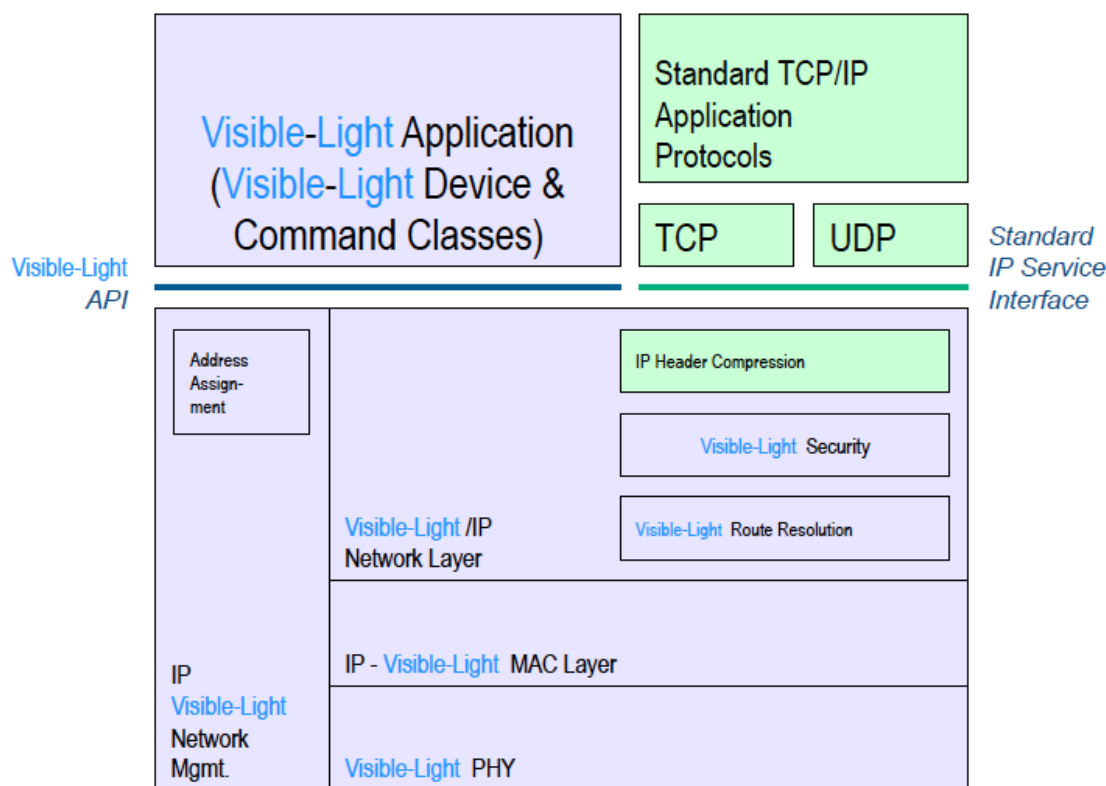 Visible-Light Application
(Visible-Light Device &
Command Classes)
Standard TCP/IP
Application
Protocols
TCP
UDP
Visible-Light
API
Standard
IP Service
Interface
Address
Assign-
ment
IP Header Compression
Visible-Light Security
Visible-Light Route Resolution
Visible-Light /IP
Network Layer
IP - Visible-Light MAC Layer
IP
Visible-Light
Network
Mgmt.
Visible-Light PHY